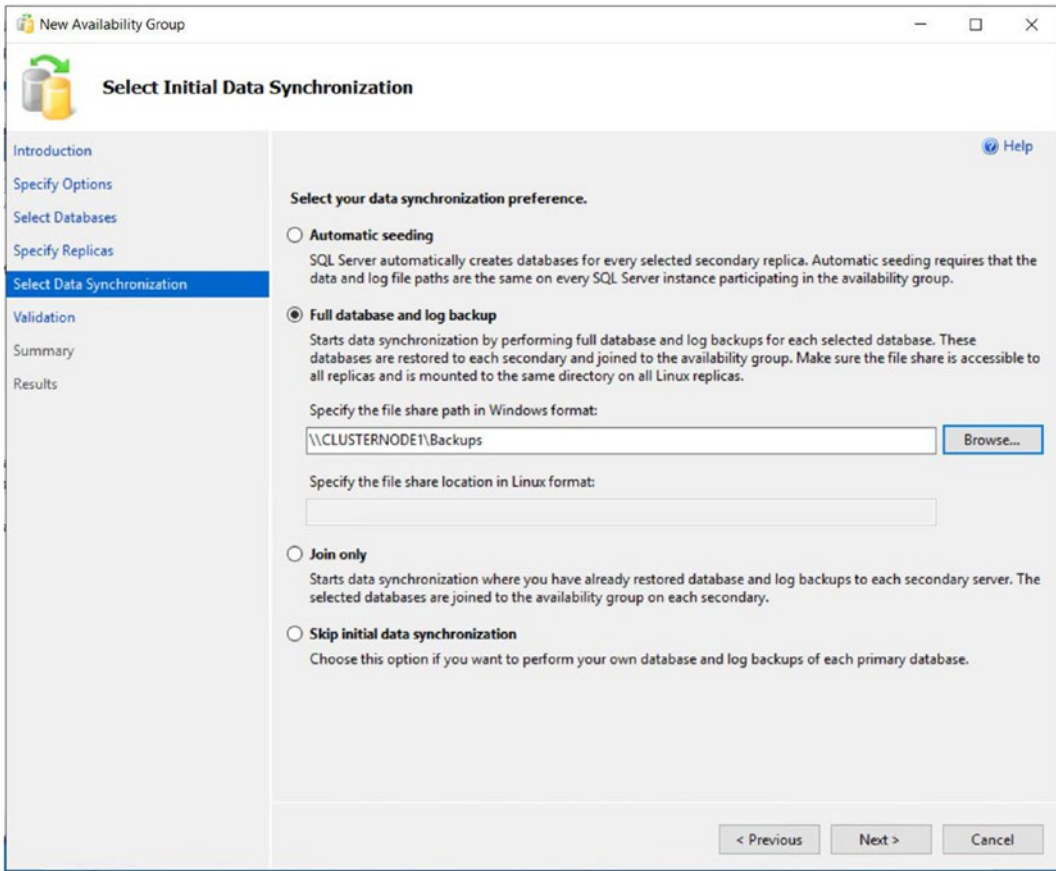 New Availability Group
Select Initial Data Synchronization
Introduction
Specify Options
Select Databases
Specify Replicas
Select Data Synchronization
Validation
Summary
Results
Help
Select your data synchronization preference.
Automatic seeding
SQL Server automatically creates databases for every selected secondary replica. Automatic seeding requires that the
data and log file paths are the same on every SQL Server instance participating in the availability group.
Full database and log backup
Starts data synchronization by performing full database and log backups for each selected database. These
databases are restored to each secondary and joined to the availability group. Make sure the file share is accessible to
all replicas and is mounted to the same directory on all Linux replicas.
Specify the file share path in Windows format:
\\CLUSTERNODE1\Backups
Browse...
Specify the file share location in Linux format:
Join only
Starts data synchronization where you have already restored database and log backups to each secondary server. The
selected databases are joined to the availability group on each secondary.
Skip initial data synchronization
Choose this option if you want to perform your own database and log backups of each primary database.
< Previous
Next >
Cancel